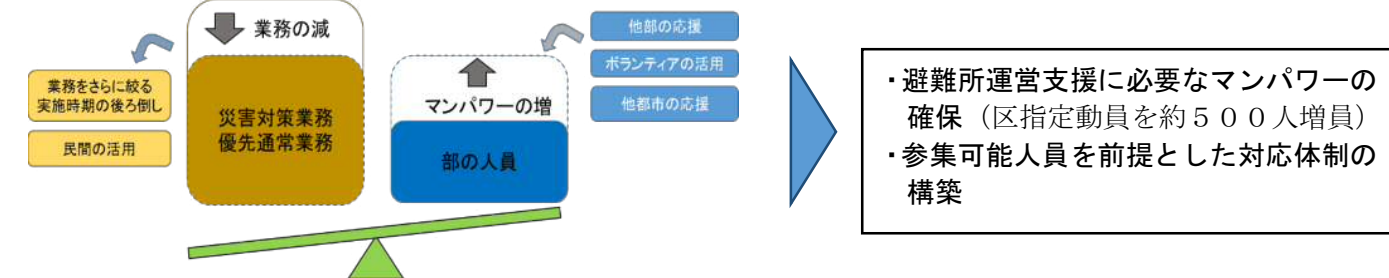 業務の減
業務をさらに絞る
実施時期の後ろ倒し
民間の活用
災害対策業務
優先通常業務
マンパワーの増
部の人員
他部の応援
ボランティアの活用
他都市の応援
・避難所運営支援に必要なマンパワーの
確保（区指定動員を約５００人増員）
・参集可能人員を前提とした対応体制の
構築